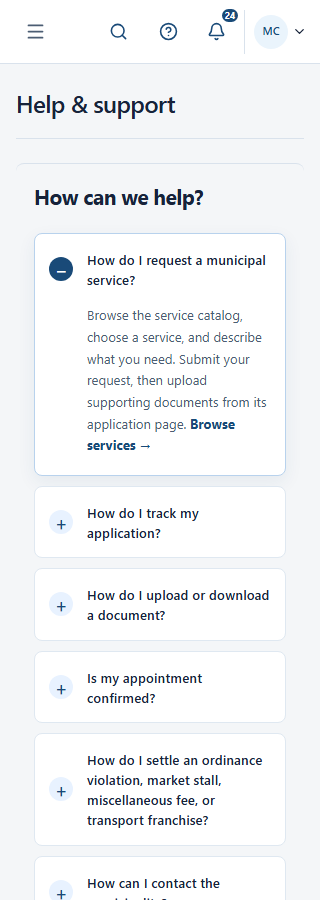 24
MC
Help & support
How can we help?
How do I request a municipal
service?
Browse the service catalog,
choose a service, and describe
what you need. Submit your
request, then upload
supporting documents from its
application page. Browse
services →
How do I track my
application?
How do I upload or download
a document?
Is my appointment
confirmed?
How do I settle an ordinance
violation, market stall,
miscellaneous fee, or
transport franchise?
How can I contact the